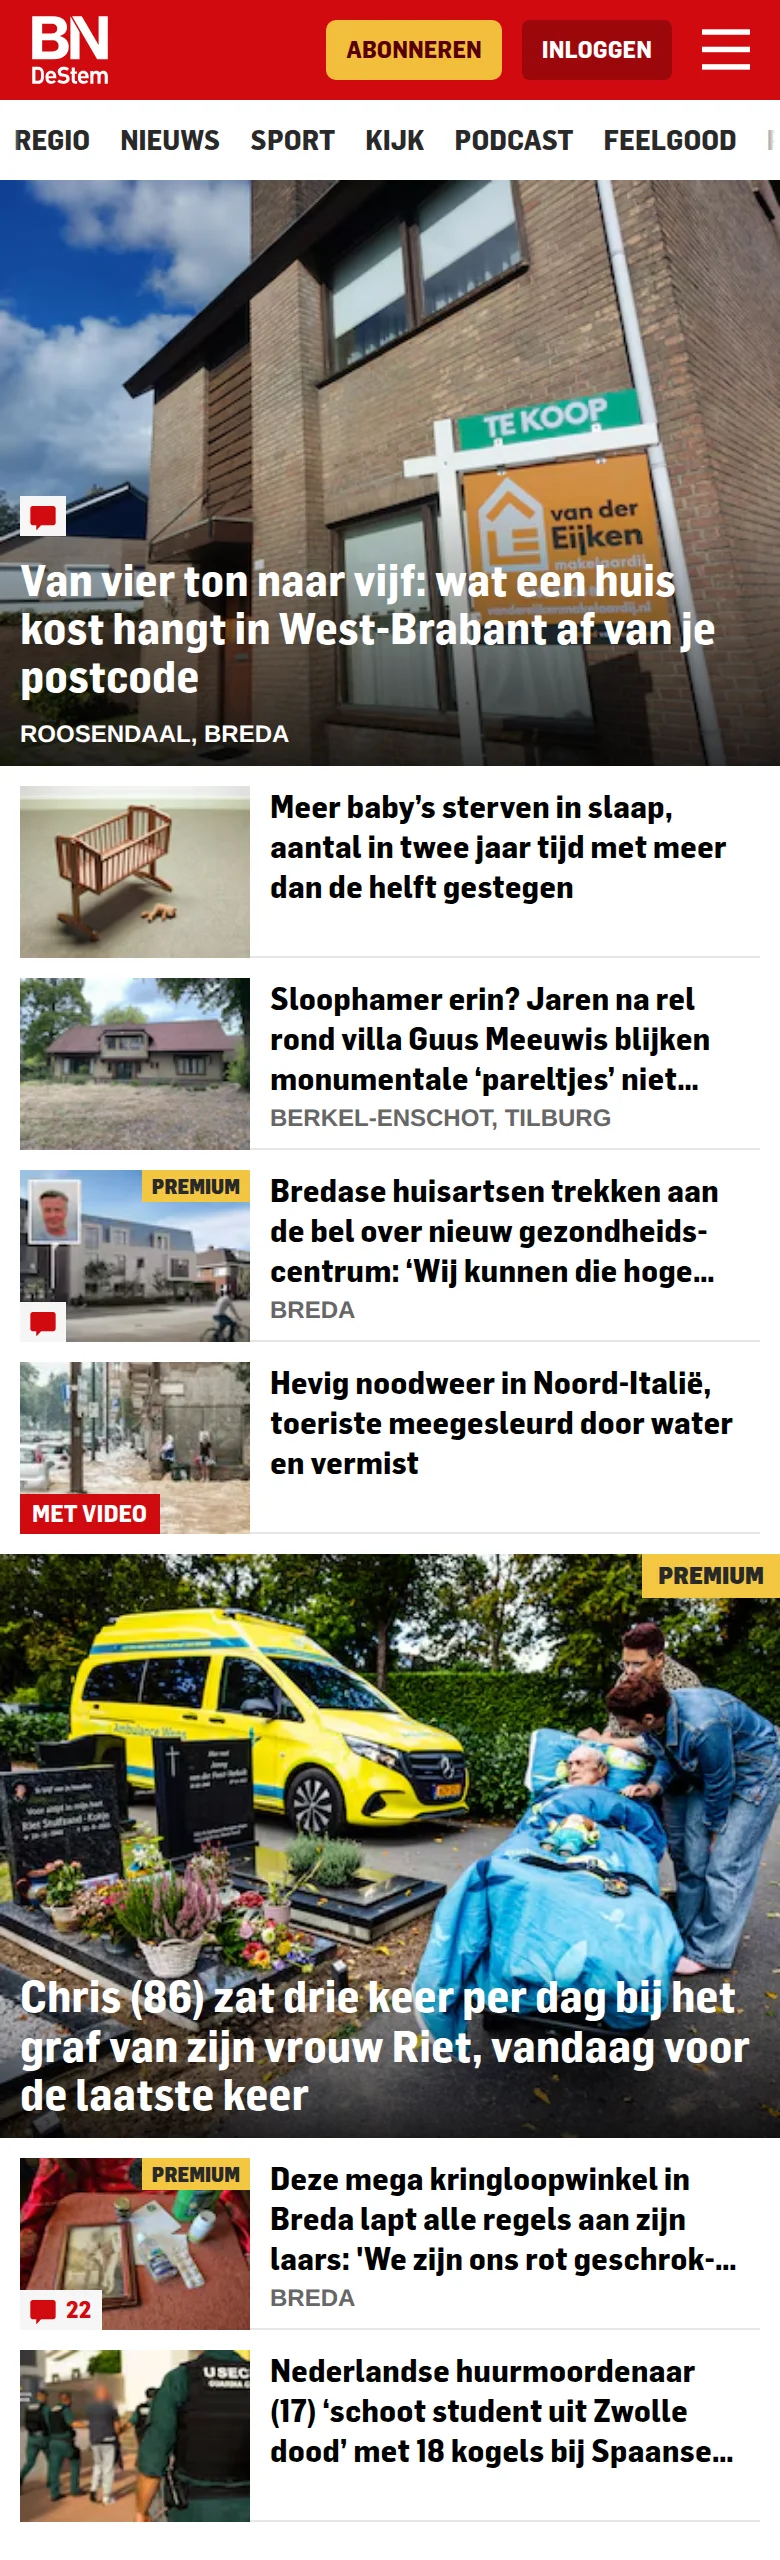 BN
DeStem
ABONNEREN
INLOGGEN
REGIO NIEUWS SPORT KIJK PODCAST FEELGOOD
TE KOOP
van der
Eijken
makelaardij
vandereijkenmakelaardij.nl
Van vier ton naar vijf: wat een huis
kost hangt in West-Brabant af van je
postcode
ROOSENDAAL, BREDA
Meer baby’s sterven in slaap,
aantal in twee jaar tijd met meer
dan de helft gestegen
Sloophamer erin? Jaren na rel
rond villa Guus Meeuwis blijken
monumentale ‘pareltjes’ niet...
BERKEL-ENSCHOT, TILBURG
PREMIUM
Bredase huisartsen trekken aan
de bel over nieuw gezondheids-
centrum: ‘Wij kunnen die hoge...
BREDA
MET VIDEO
Hevig noodweer in Noord-Italië,
toeriste meegesleurd door water
en vermist
PREMIUM
Ambulance Wens
Chris (86) zat drie keer per dag bij het
graf van zijn vrouw Riet, vandaag voor
de laatste keer
PREMIUM
22
Deze mega kringloopwinkel in
Breda lapt alle regels aan zijn
laars: 'We zijn ons rot geschrok-...
BREDA
USEC
Nederlandse huurmoordenaar
(17) ‘schoot student uit Zwolle
dood’ met 18 kogels bij Spaanse...